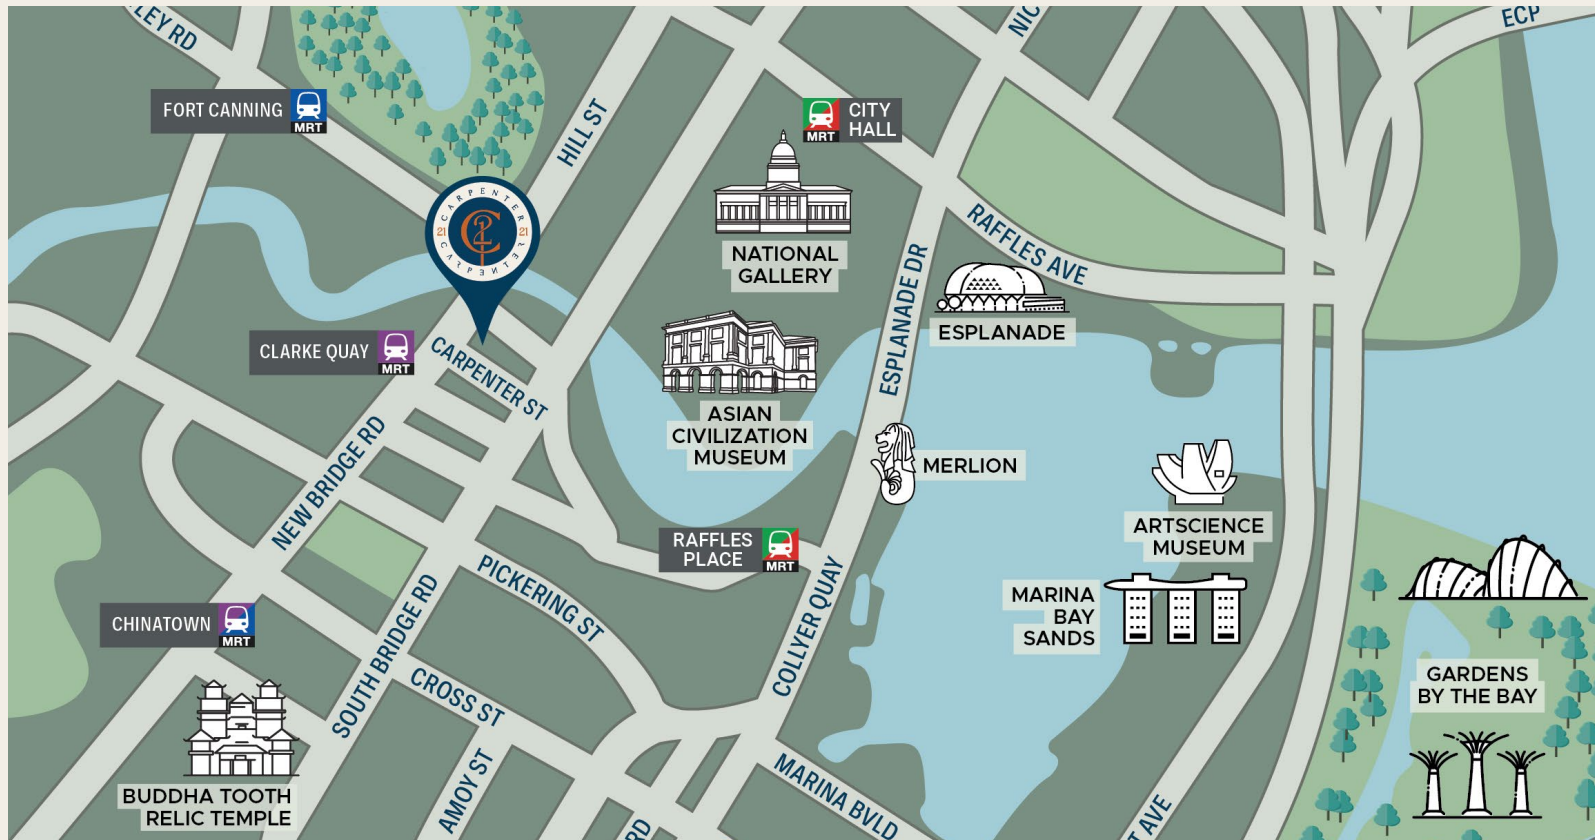 LEY RD
NIC
ECP
FORT CANNING
MRT
HILL ST
CITY
HALL
MRT
CARPENTER
21
21
CARPENTER
NATIONAL
GALLERY
RAFFLES AVE
ESPLANADE DR
ESPLANADE
CLARKE QUAY
MRT
CARPENTER ST
ASIAN
CIVILIZATION
MUSEUM
NEW BRIDGE RD
MERLION
ARTSCIENCE
MUSEUM
RAFFLES
PLACE
MRT
PICKERING ST
COLLYER QUAY
MARINA
BAY
SANDS
CHINATOWN
MRT
SOUTH BRIDGE RD
CROSS ST
GARDENS
BY THE BAY
BUDDHA TOOTH
RELIC TEMPLE
AMOY ST
RD
MARINA BVLD
T AVE